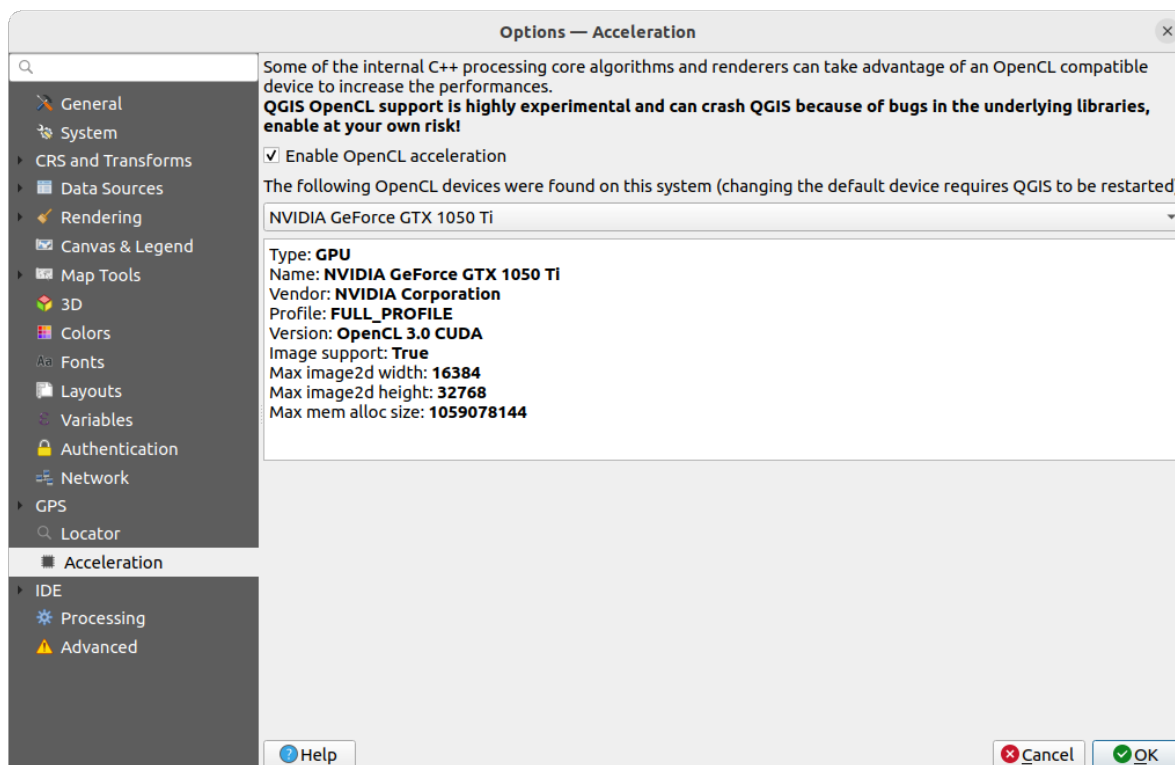 Options — Acceleration
General
System
CRS and Transforms
Data Sources
Rendering
Canvas & Legend
Map Tools
3D
Colors
Aa Fonts
Layouts
Variables
Authentication
Network
GPS
Locator
Acceleration
IDE
Processing
Advanced
Some of the internal C++ processing core algorithms and renderers can take advantage of an OpenCL compatible
device to increase the performances.
QGIS OpenCL support is highly experimental and can crash QGIS because of bugs in the underlying libraries,
enable at your own risk!
Enable OpenCL acceleration
The following OpenCL devices were found on this system (changing the default device requires QGIS to be restarted
NVIDIA GeForce GTX 1050 Ti
Type: GPU
Name: NVIDIA GeForce GTX 1050 Ti
Vendor: NVIDIA Corporation
Profile: FULL_PROFILE
Version: OpenCL 3.0 CUDA
Image support: True
Max image2d width: 16384
Max image2d height: 32768
Max mem alloc size: 1059078144
? Help
Cancel
OK